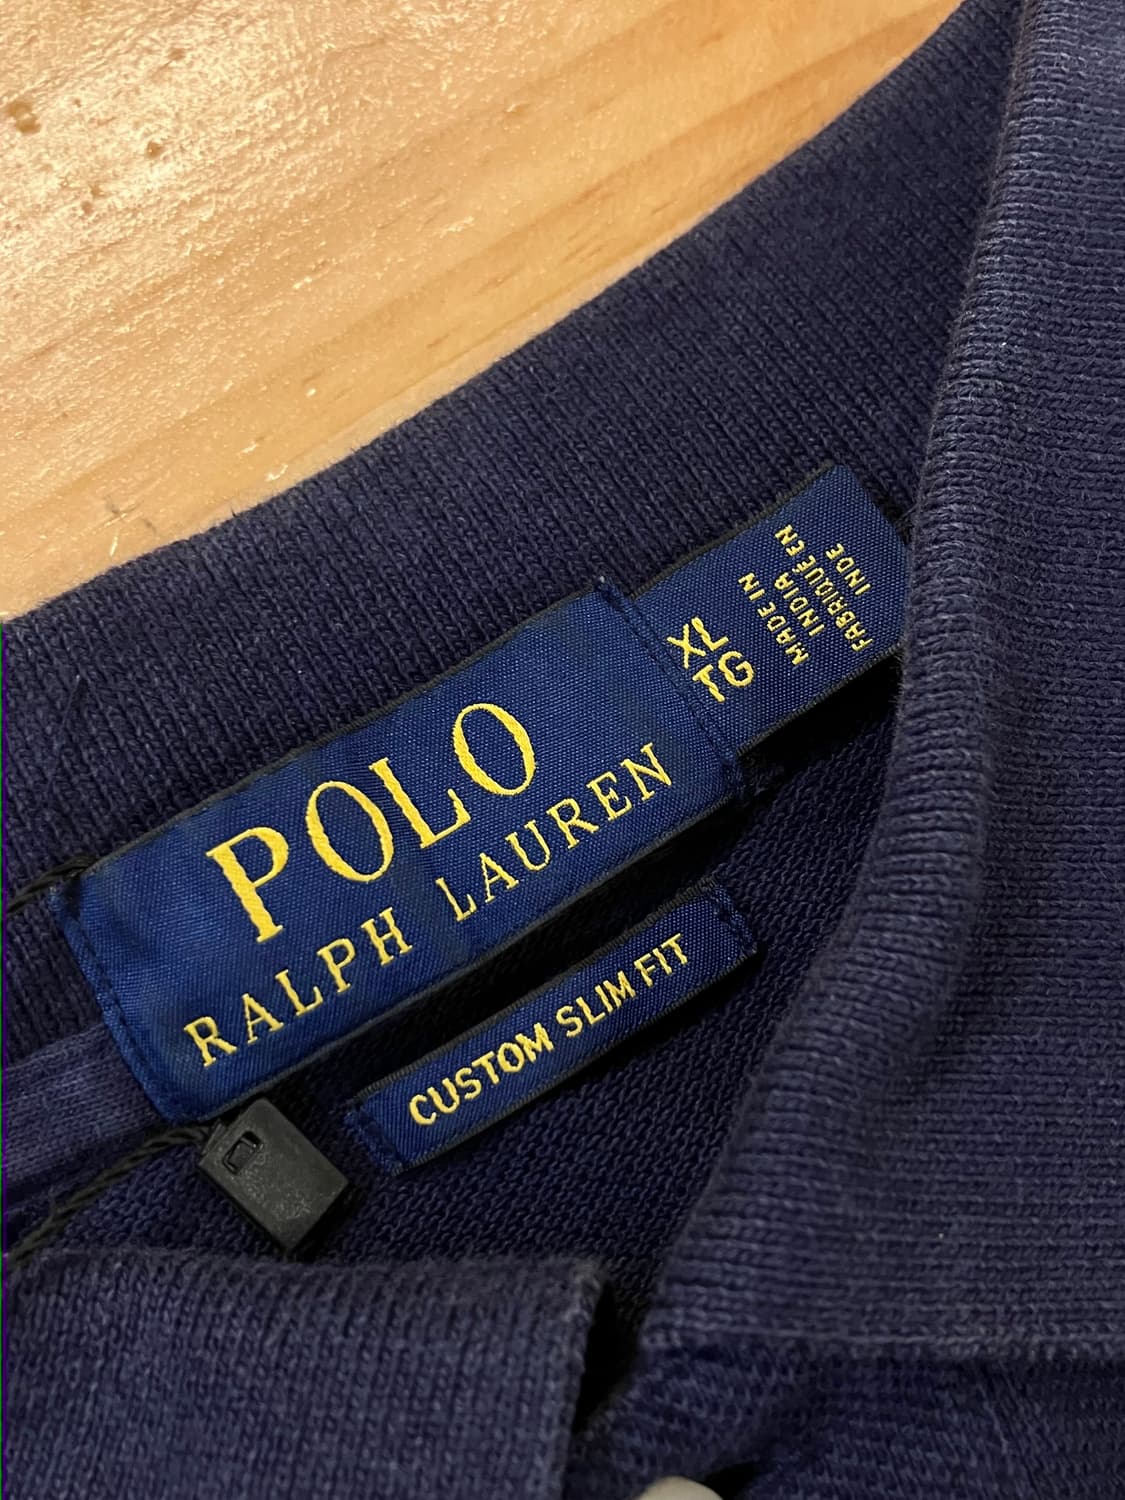 POLO
RALPH LAUREN
XL
TG
MADE IN
INDIA
FABRIQUÉ EN
INDE
CUSTOM SLIM FIT